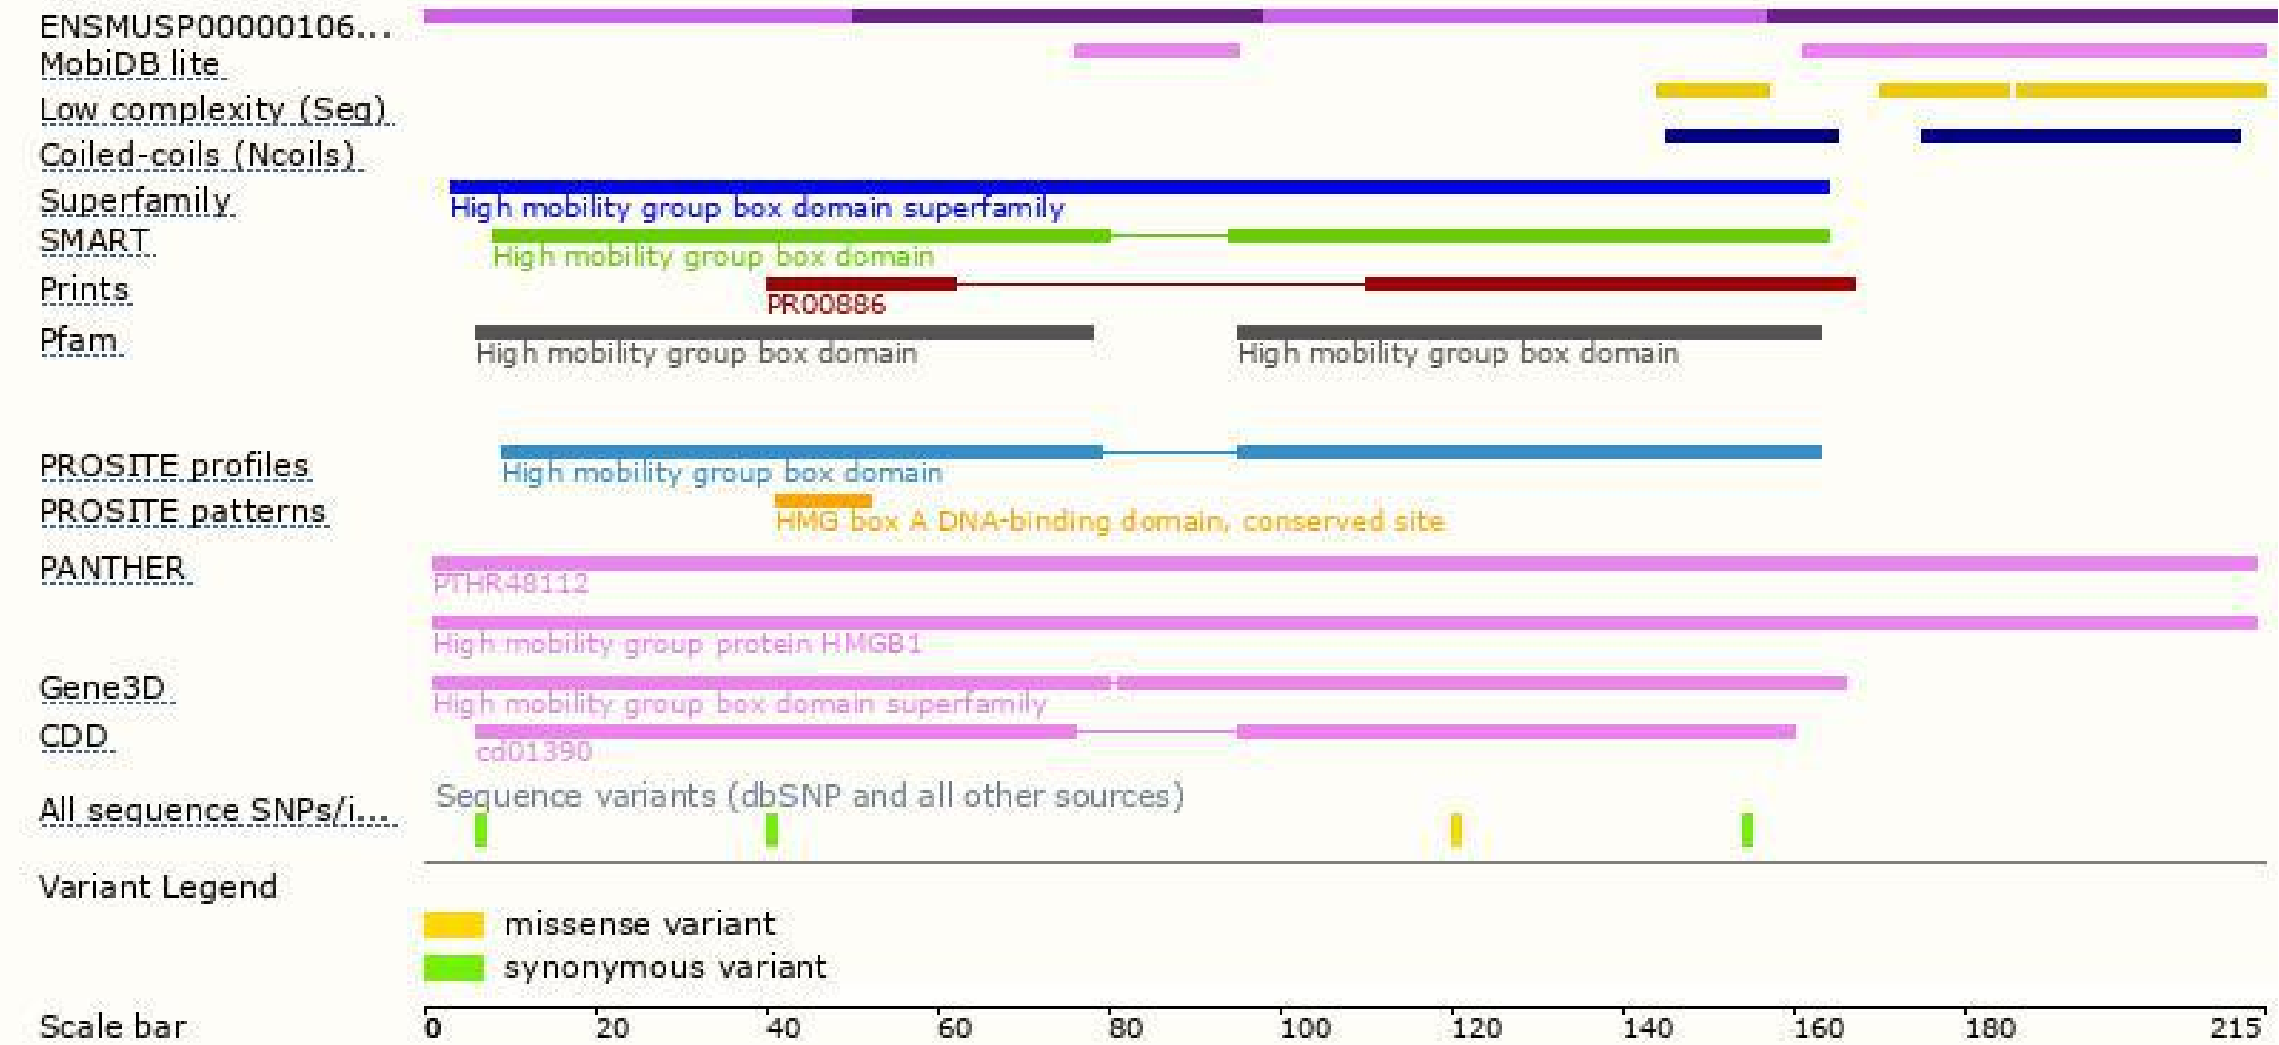 ENSMUSP00000106...
MobiDB lite
Low complexity (Seg)
Coiled-coils (Ncoils)
Superfamily
High mobility group box domain superfamily
SMART
High mobility group box domain
Prints
PR00886
Pfam
High mobility group box domain High mobility group box domain
PROSITE profiles
High mobility group box domain
PROSITE patterns
HMG box A DNA-binding domain, conserved site
PANTHER
PTHR48112
High mobility group protein HMGB1
Gene3D
High mobility group box domain superfamily
CDD
cd01390
Sequence variants (dbSNP and all other sources)
All sequence SNPs/i...
Variant Legend
missense variant
synonymous variant
Scale bar 0 20 40 60 80 100 120 140 160 180 215